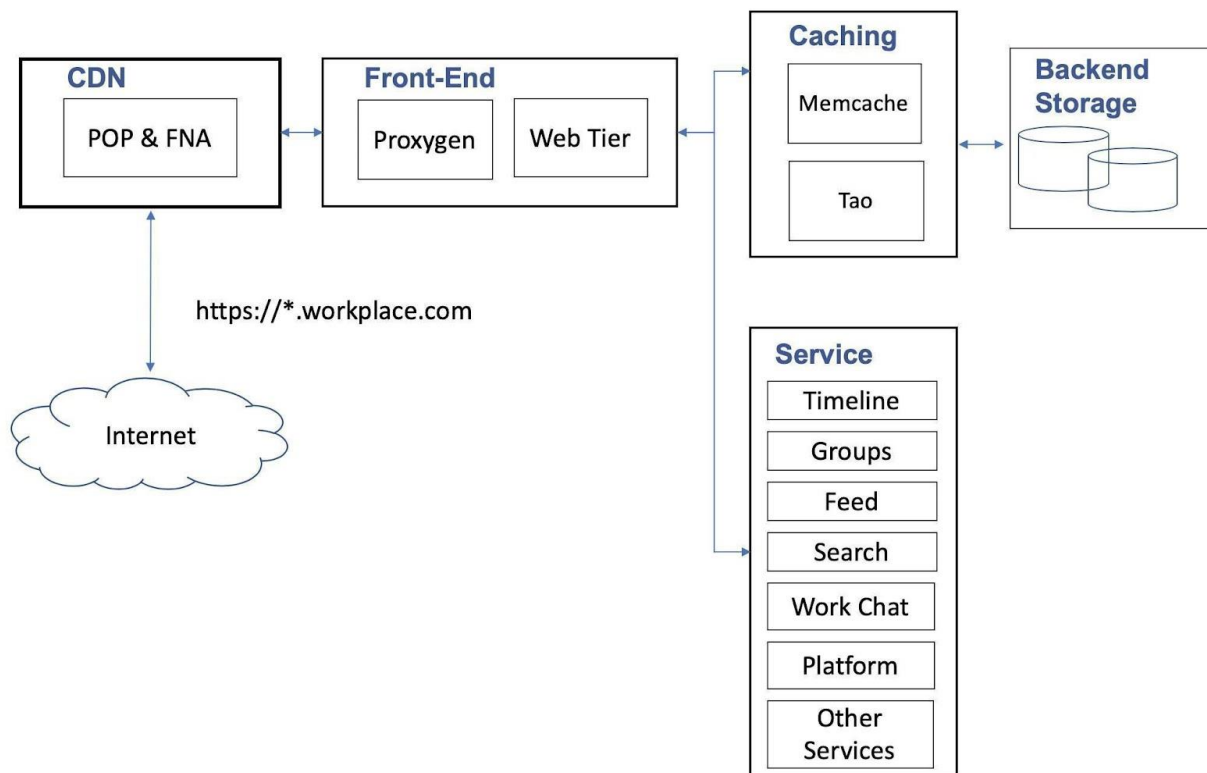 CDN
POP & FNA
Front-End
Proxygen
Web Tier
Caching
Memcache
Tao
Backend
Storage
https://*.workplace.com
Internet
Service
Timeline
Groups
Feed
Search
Work Chat
Platform
Other
Services